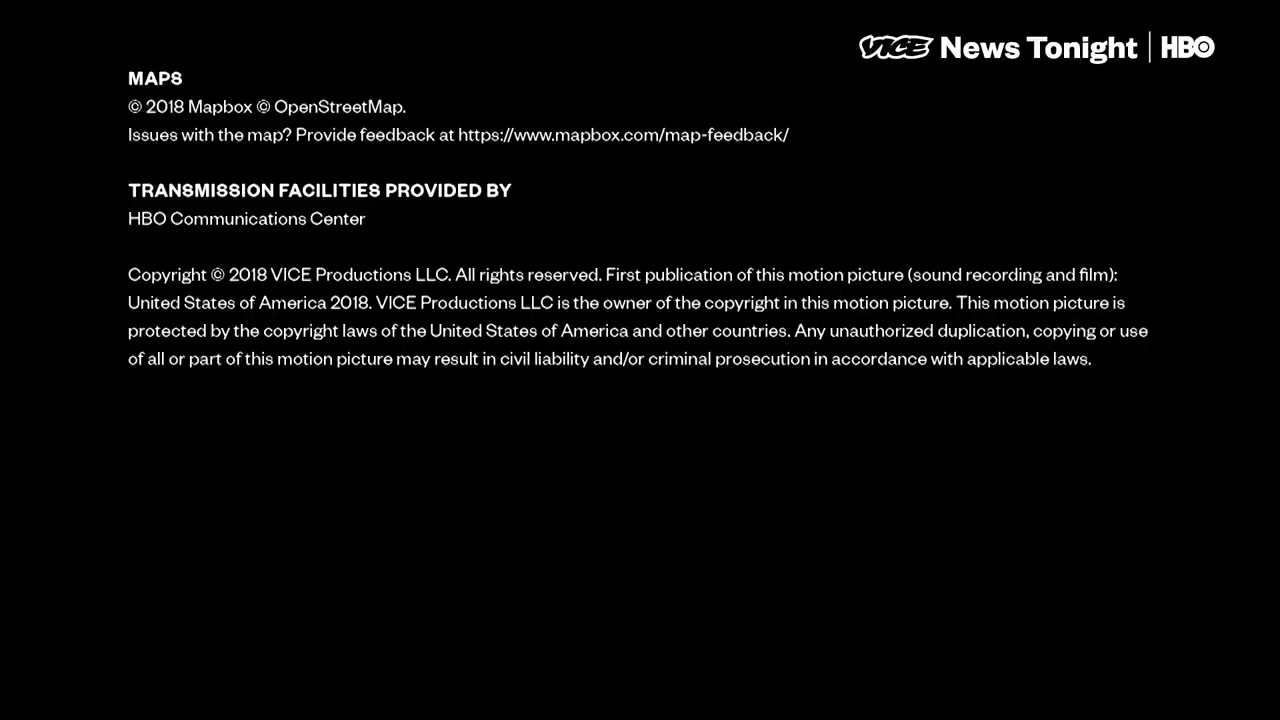 VICE News Tonight | HBO
MAPS
© 2018 Mapbox © OpenStreetMap.
Issues with the map? Provide feedback at https://www.mapbox.com/map-feedback/
TRANSMISSION FACILITIES PROVIDED BY
HBO Communications Center
Copyright © 2018 VICE Productions LLC. All rights reserved. First publication of this motion picture (sound recording and film):
United States of America 2018. VICE Productions LLC is the owner of the copyright in this motion picture. This motion picture is
protected by the copyright laws of the United States of America and other countries. Any unauthorized duplication, copying or use
of all or part of this motion picture may result in civil liability and/or criminal prosecution in accordance with applicable laws.